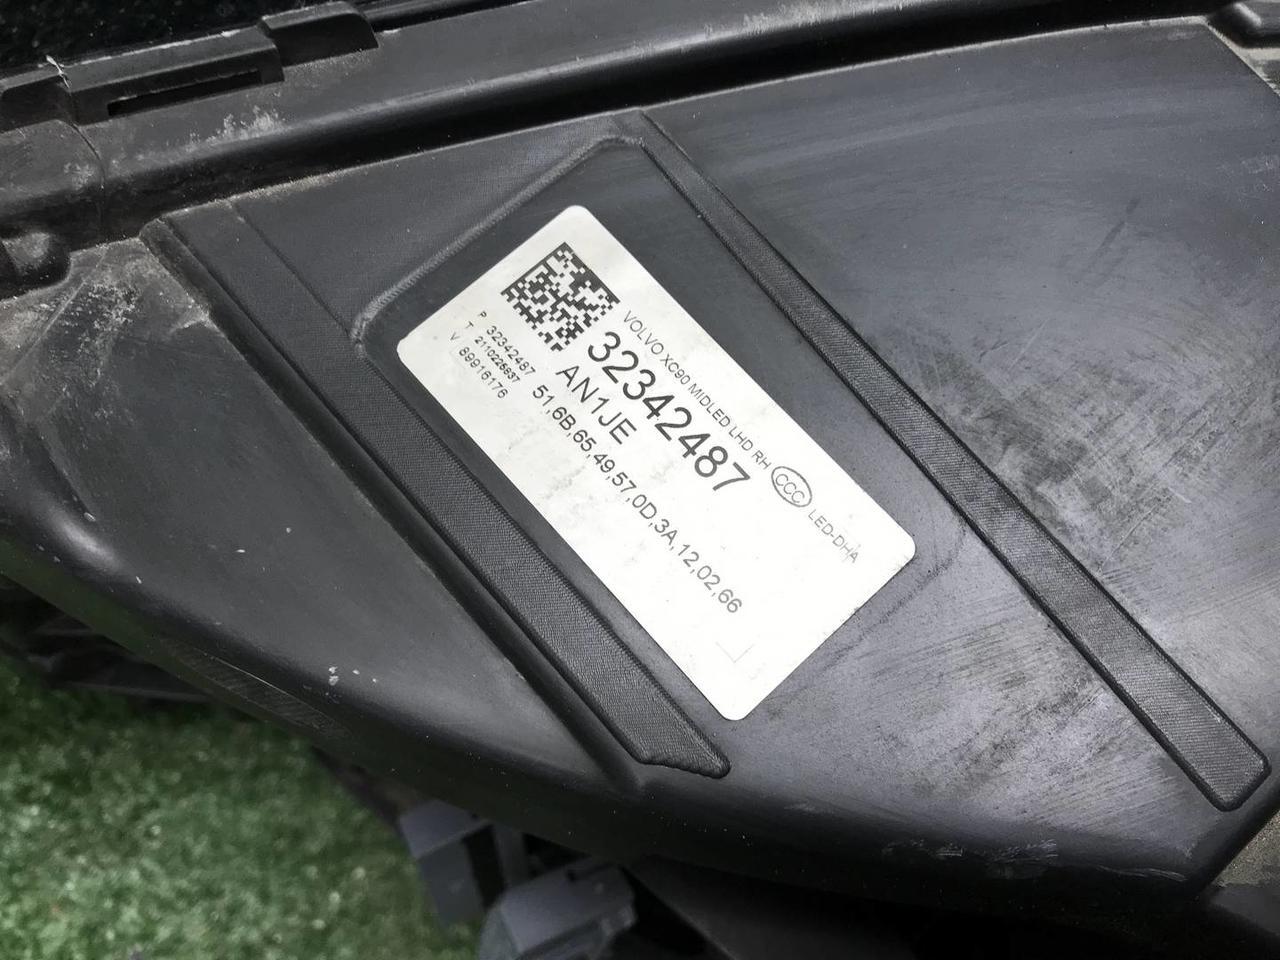 VOLVO XC90 MIDLED LHD RH CCC LED-DHA
32342487
AN1JE
51,6B,65,49,57,0D,3A,12,02,66
P 32342487
T 2110225637
V 89916176